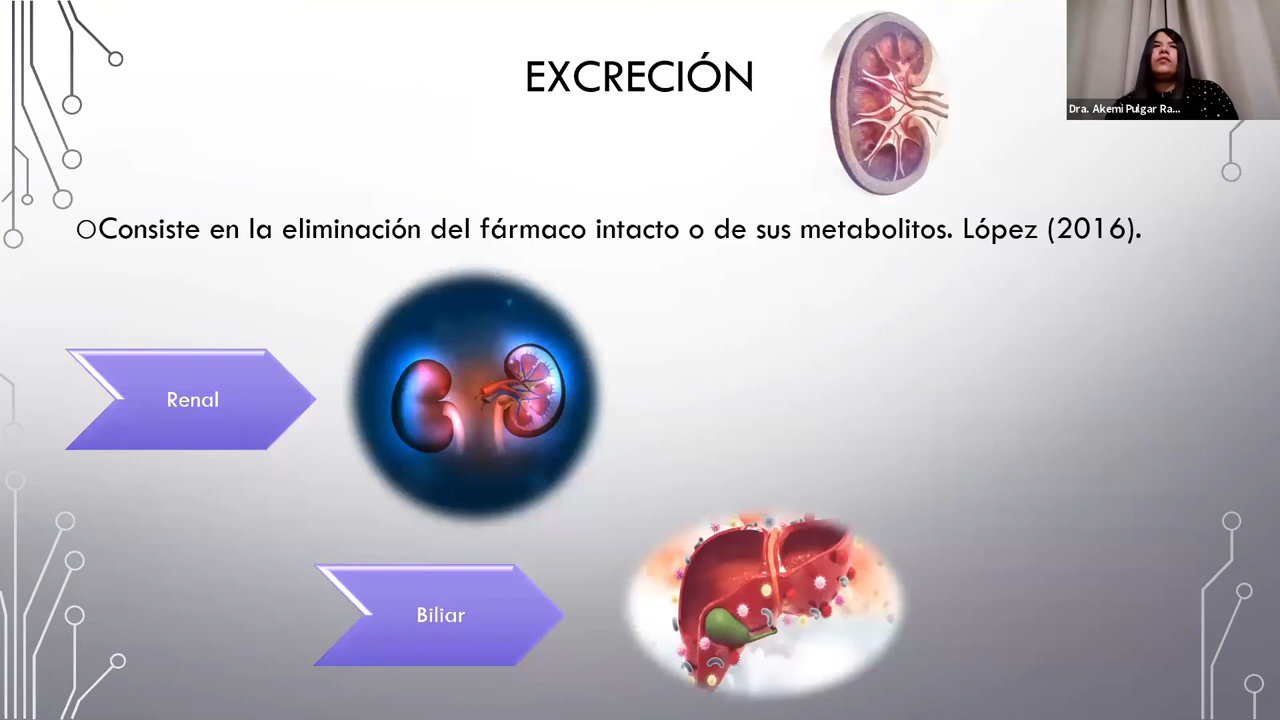 EXCRECIÓN
Dra. Akemi Pulgar Ra...
Consiste en la eliminación del fármaco intacto o de sus metabolitos. López (2016).
Renal
Biliar